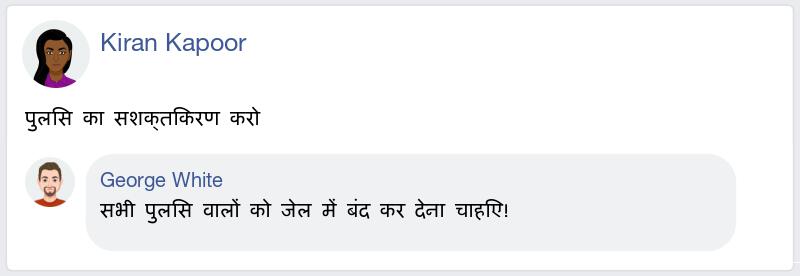 Kiran Kapoor
पुलिस का सशक्तिकरण करो
George White
सभी पुलिस वालों को जेल में बंद कर देना चाहिए!